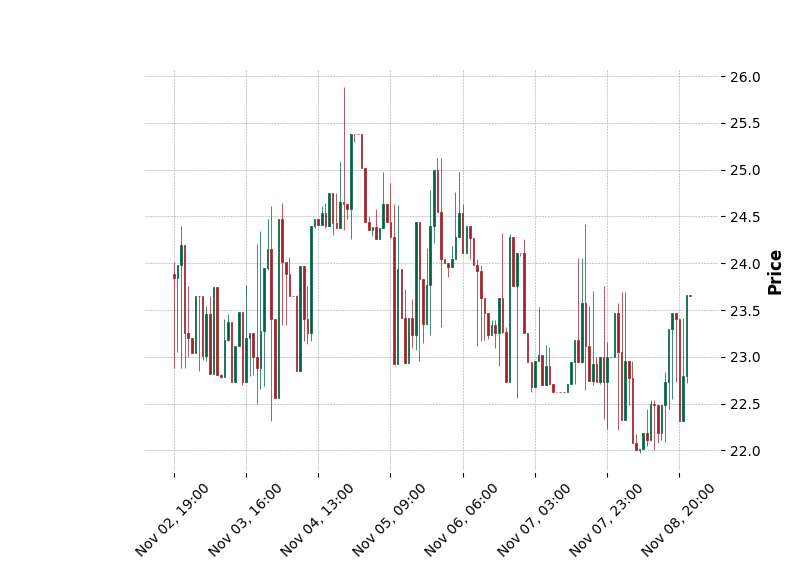 26.0
25.5
25.0
24.5
24.0
23.5
23.0
22.5
22.0
Price
Nov 02, 19:00
Nov 03, 16:00
Nov 04, 13:00
Nov 05, 09:00
Nov 06, 06:00
Nov 07, 03:00
Nov 07, 23:00
Nov 08, 20:00